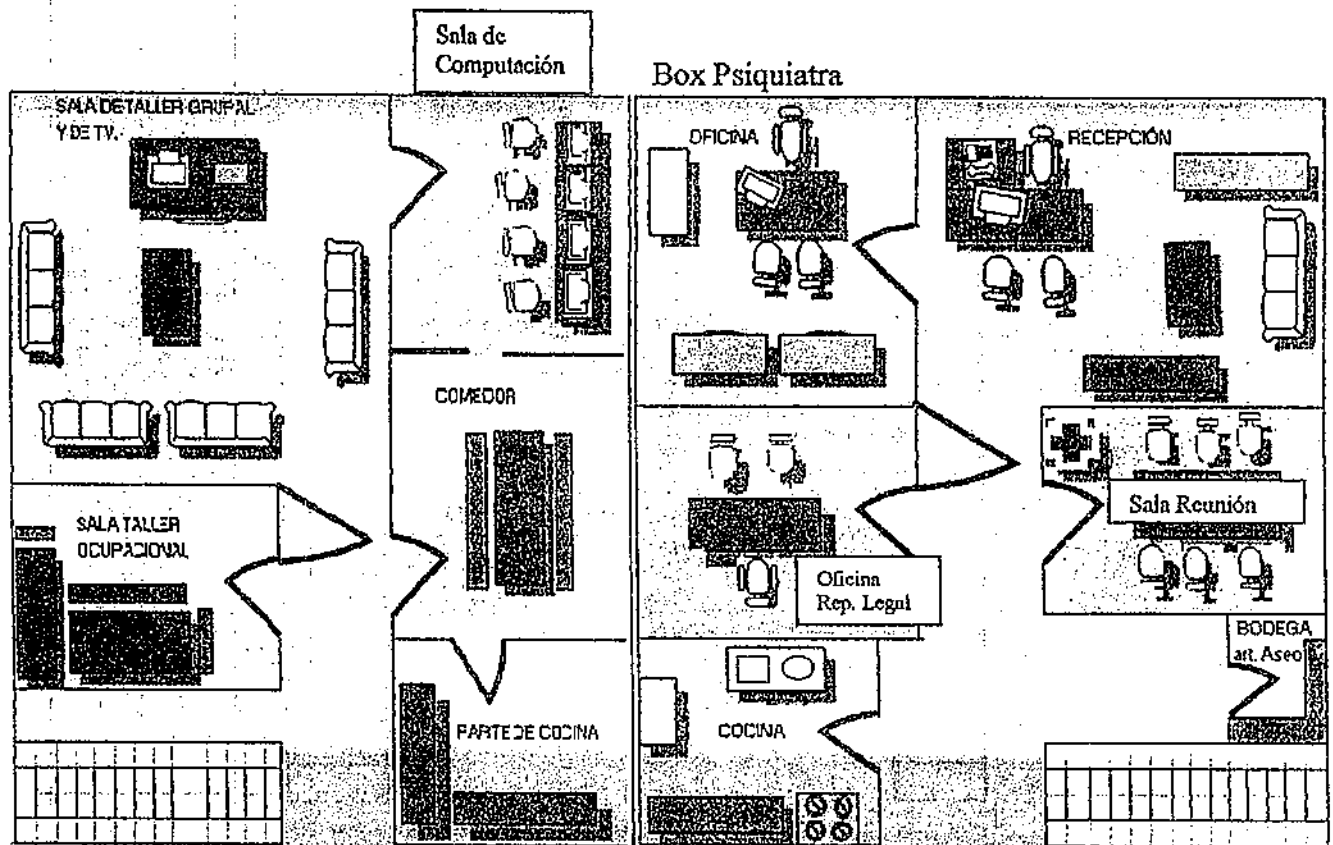 Sala de
Computación
Box Psiquiatra
SALA DE TALLER GRUPAL
Y DE TV.
OFICINA
RECEPCIÓN
COMEDOR
SALA TALLER
OCUPACIONAL
Sala Reunión
Oficina
Rep. Legal
BODEGA
art. Aseo
PARTE DE COCINA
COCINA